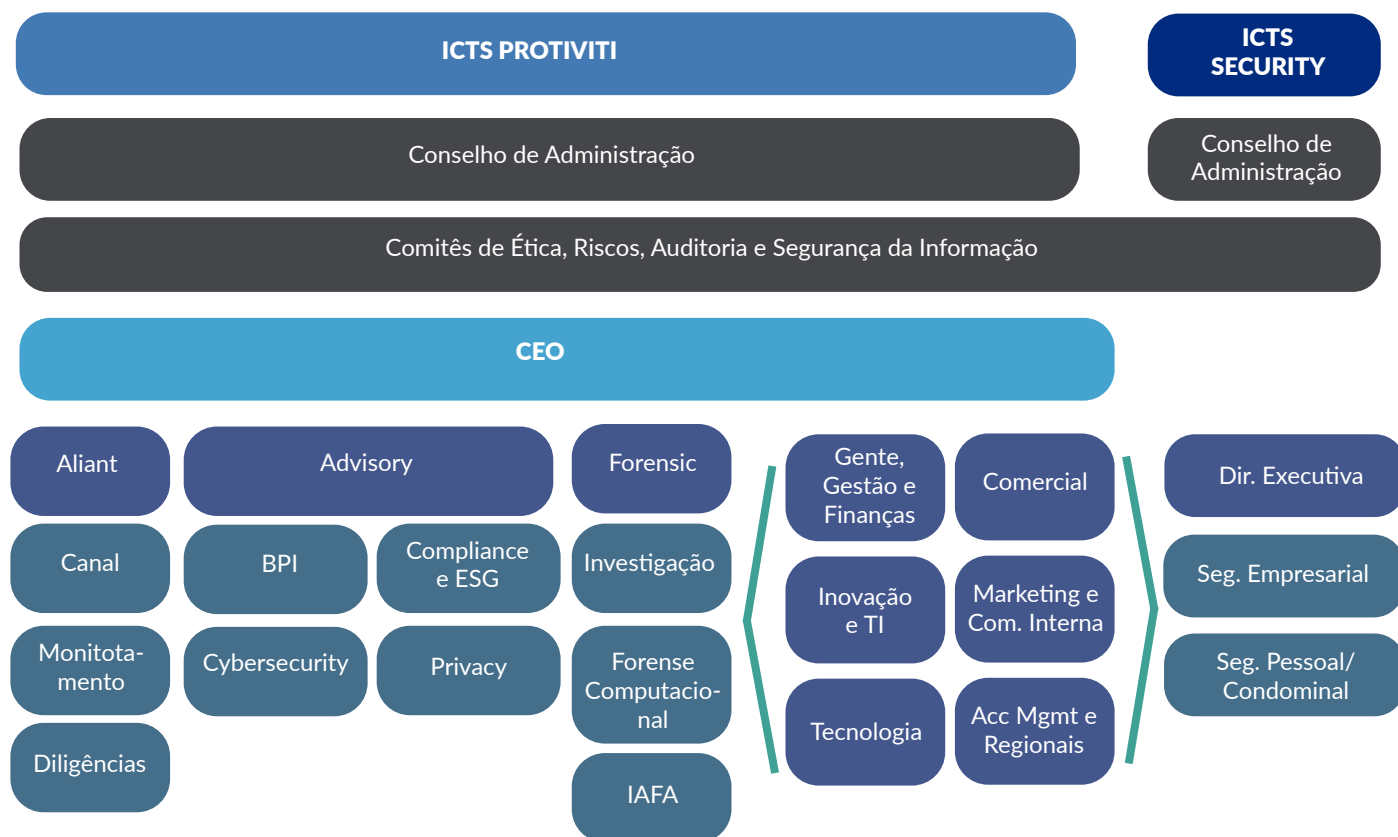 ICTS PROTIVITI
ICTS
SECURITY
Conselho de Administração
Conselho de
Administração
Comitês de Ética, Riscos, Auditoria e Segurança da Informação
CEO
Aliant
Advisory
Forensic
Gente,
Gestão e
Finanças
Comercial
Dir. Executiva
Canal
BPI
Compliance
e ESG
Investigação
Inovação
e TI
Marketing e
Com. Interna
Seg. Empresarial
Monitota-
mento
Cybersecurity
Privacy
Forense
Computacio-
nal
Tecnologia
Acc Mgmt e
Regionais
Seg. Pessoal/
Condominal
Diligências
IAFA